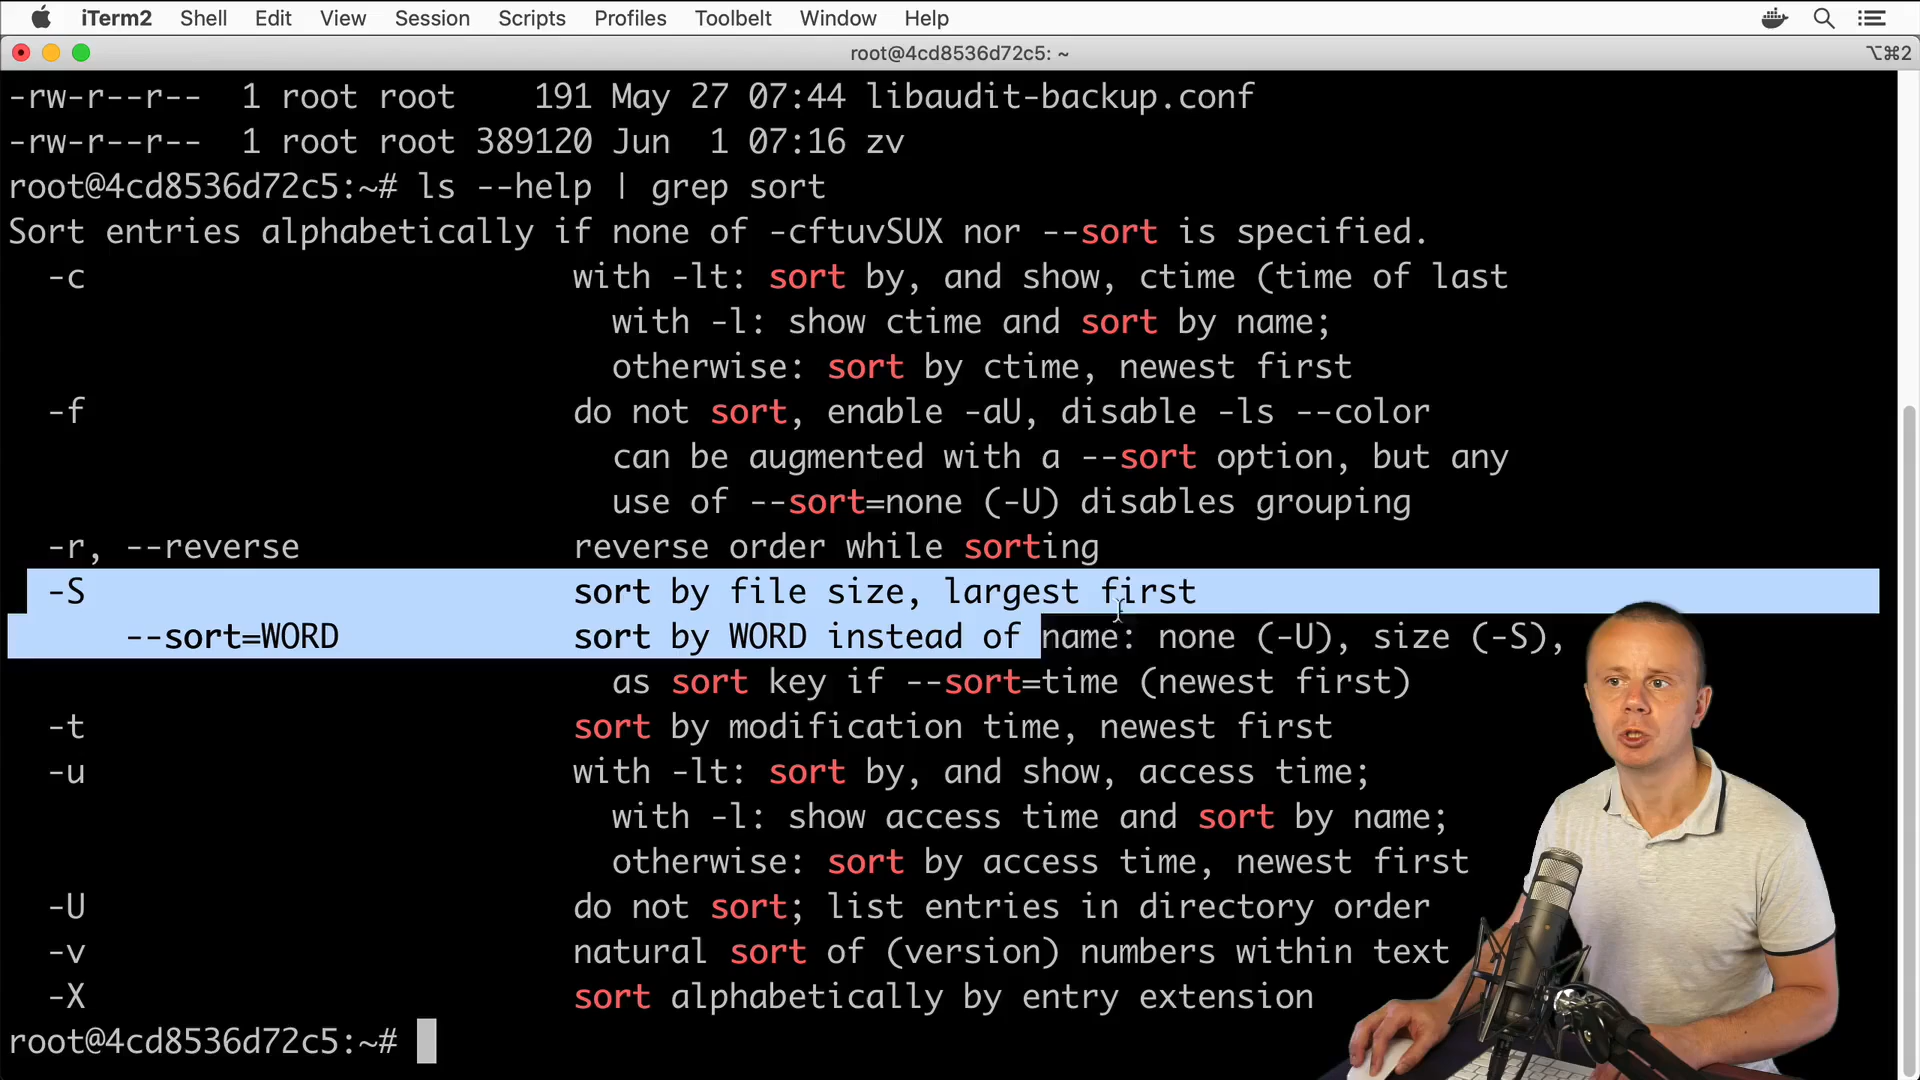 iTerm2 Shell Edit View Session Scripts Profiles Toolbelt Window Help
root@4cd8536d72c5: ~ ⌥⌘2
-rw-r--r-- 1 root root 191 May 27 07:44 libaudit-backup.conf
-rw-r--r-- 1 root root 389120 Jun 1 07:16 zv
root@4cd8536d72c5:~# ls --help | grep sort
Sort entries alphabetically if none of -cftuvSUX nor --sort is specified.
-c with -lt: sort by, and show, ctime (time of last
with -l: show ctime and sort by name;
otherwise: sort by ctime, newest first
-f do not sort, enable -aU, disable -ls --color
can be augmented with a --sort option, but any
use of --sort=none (-U) disables grouping
-r, --reverse reverse order while sorting
-S sort by file size, largest first
--sort=WORD sort by WORD instead of name: none (-U), size (-S),
as sort key if --sort=time (newest first)
-t sort by modification time, newest first
-u with -lt: sort by, and show, access time;
with -l: show access time and sort by name;
otherwise: sort by access time, newest first
-U do not sort; list entries in directory order
-v natural sort of (version) numbers within text
-X sort alphabetically by entry extension
root@4cd8536d72c5:~#